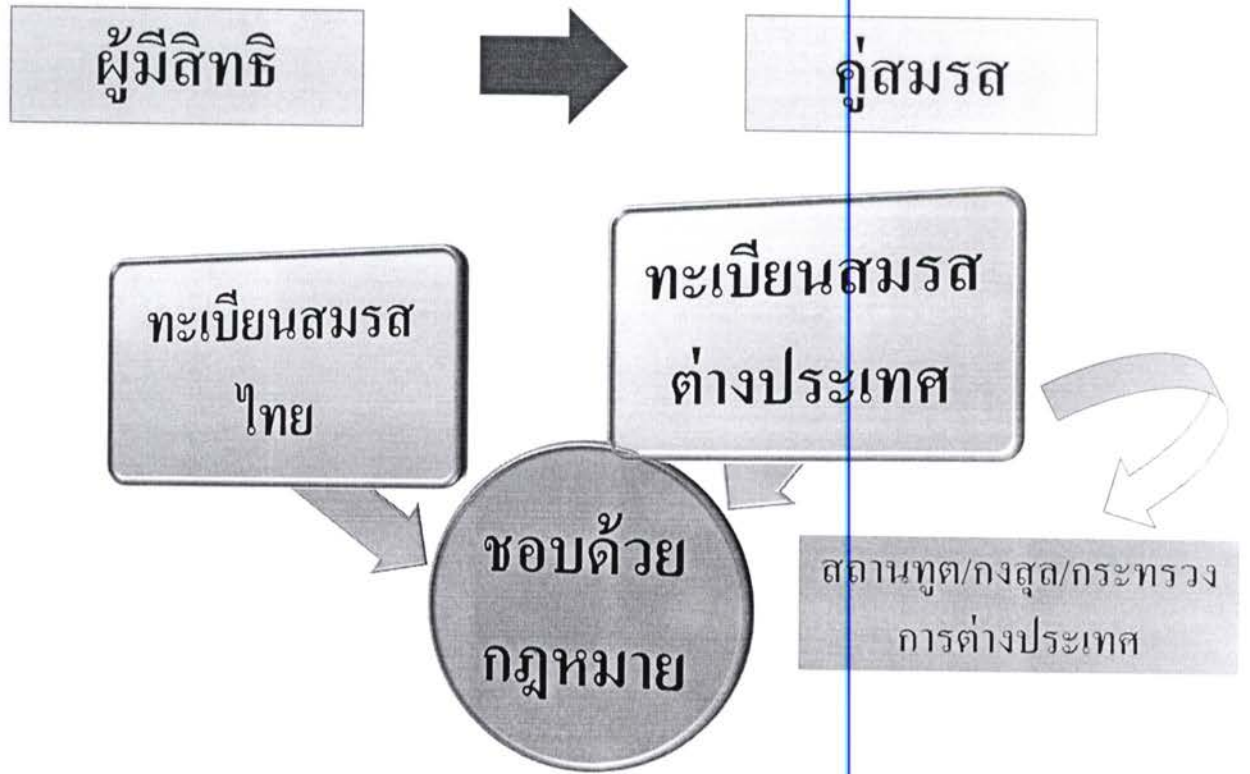 ผู้มีสิทธิ
คู่สมรส
ทะเบียนสมรส
ไทย
ทะเบียนสมรส
ต่างประเทศ
ชอบด้วย
กฎหมาย
สถานทูต/กงสุล/กระทรวง
การต่างประเทศ